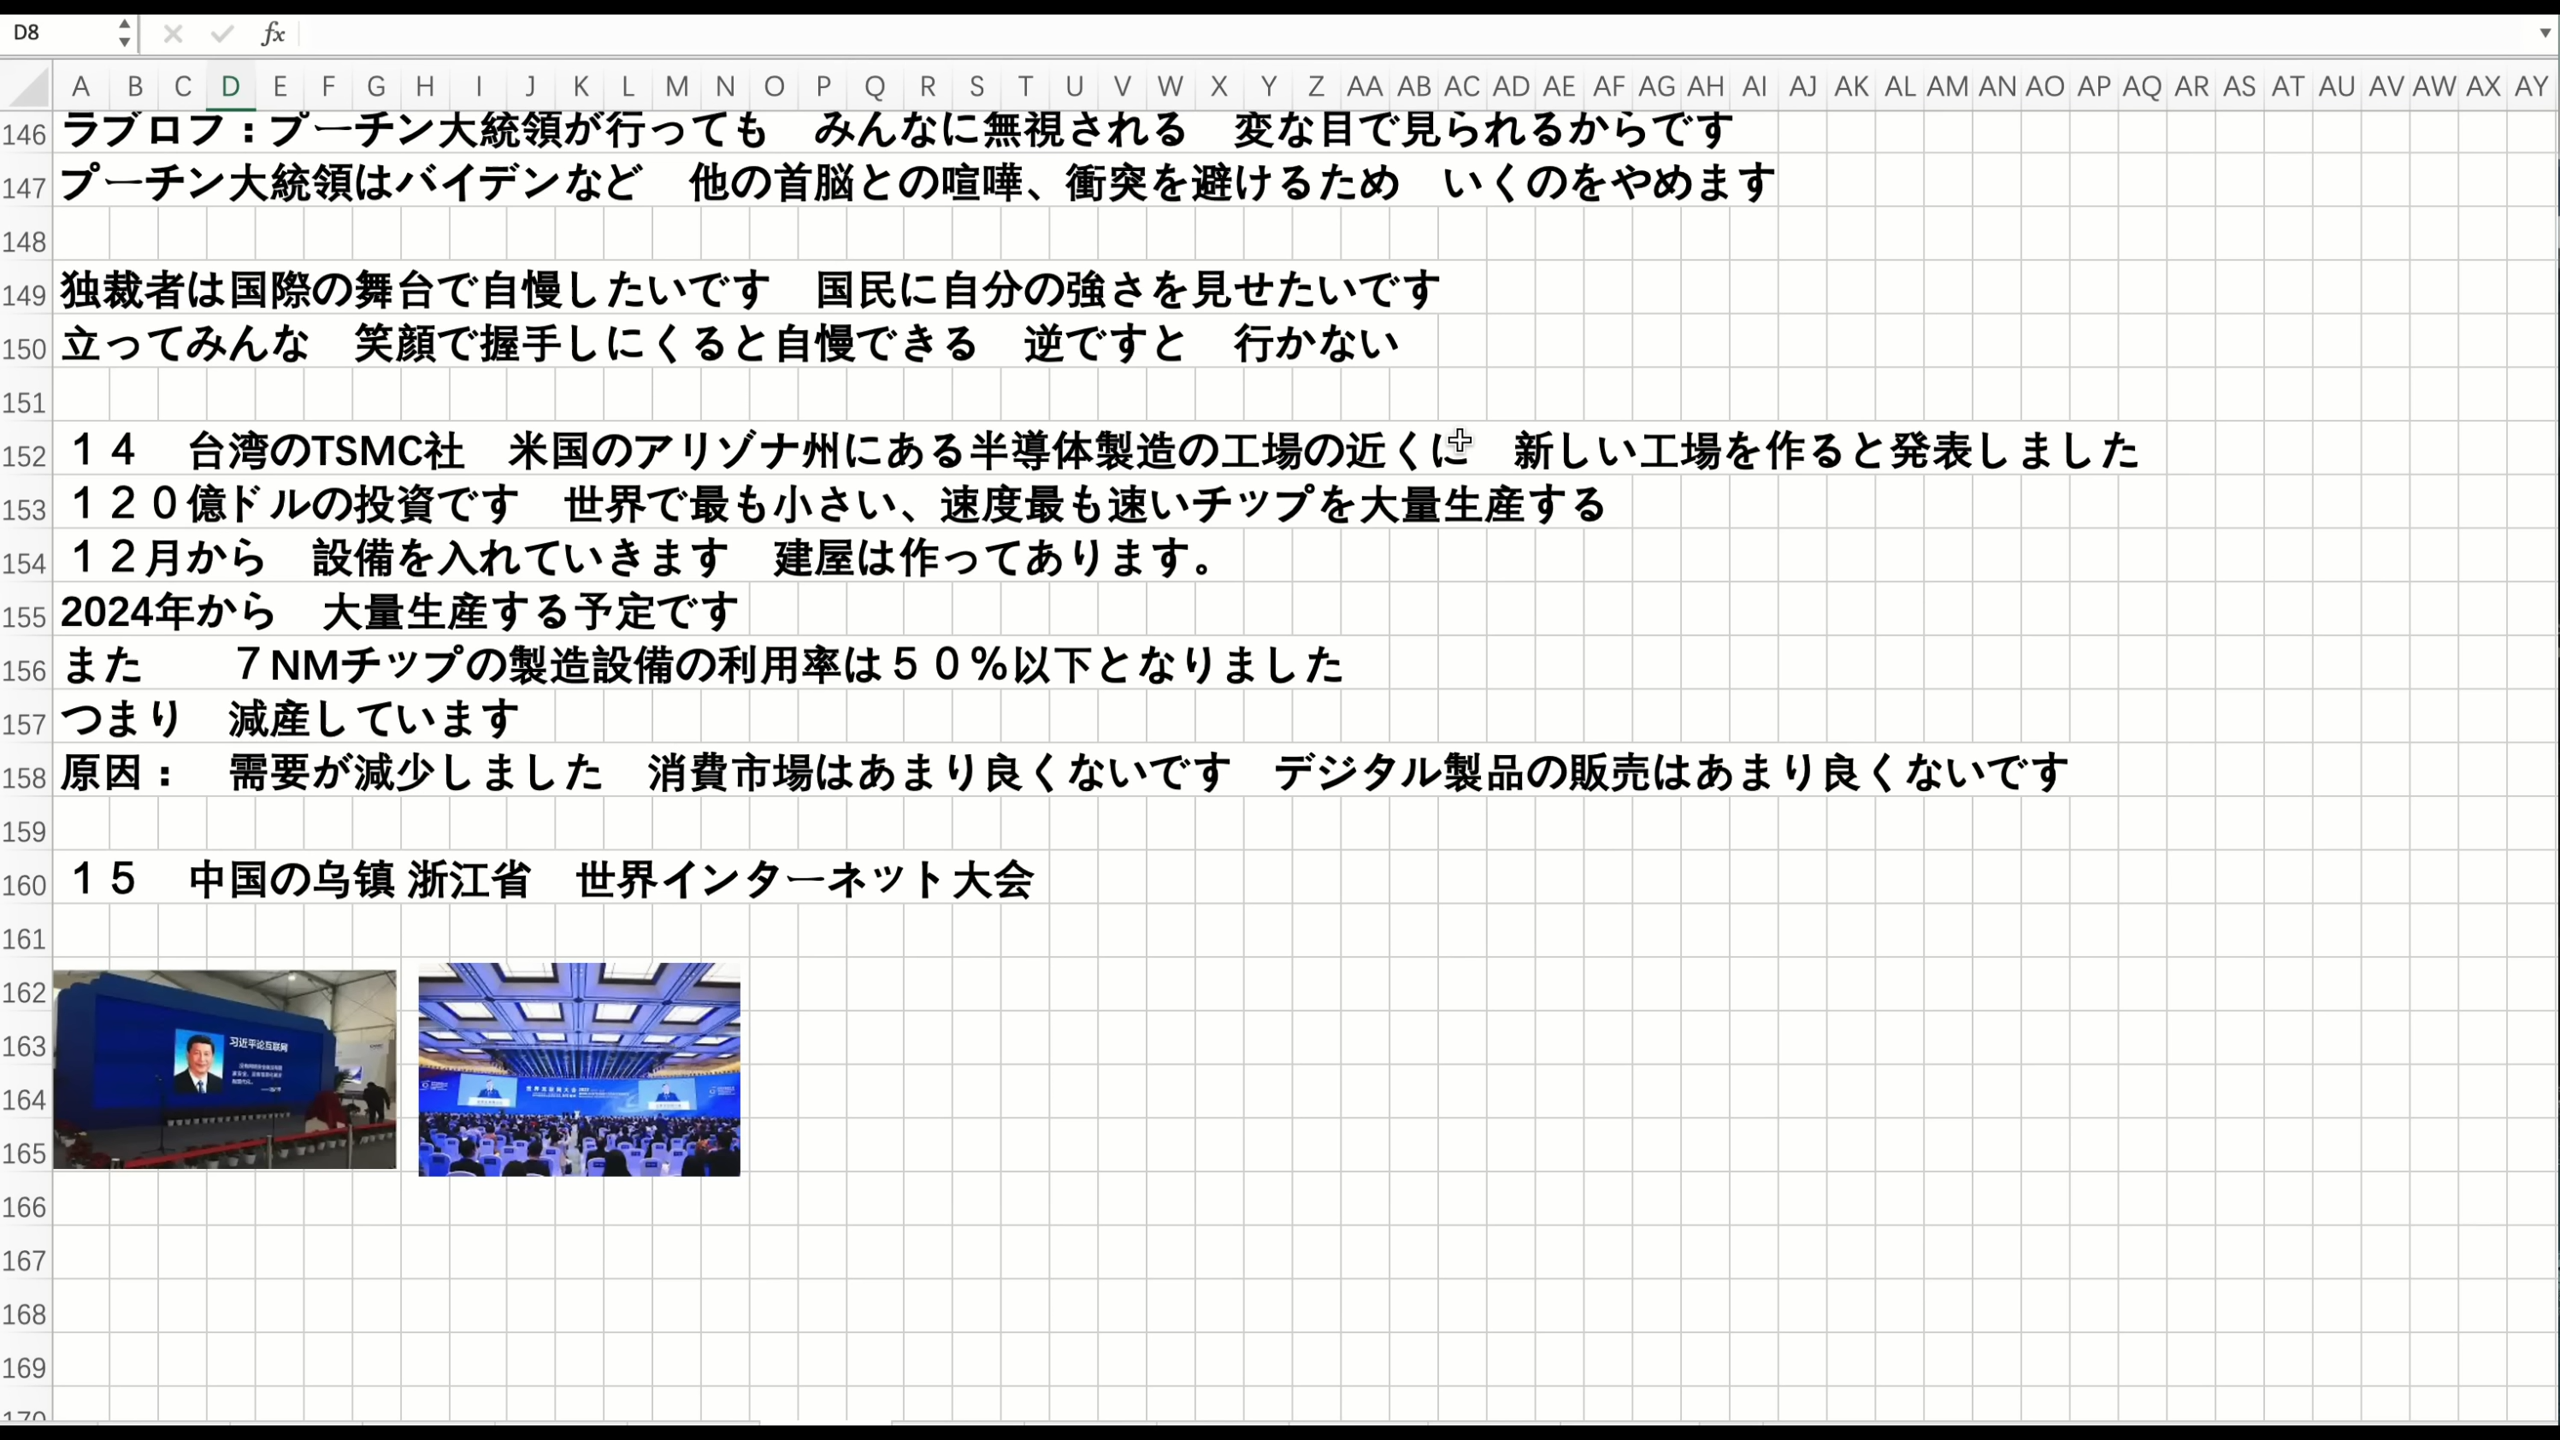 D8
fx
A B C D E F G H I J K L M N O P Q R S T U V W X Y Z AA AB AC AD AE AF AG AH AI AJ AK AL AM AN AO AP AQ AR AS AT AU AV AW AX AY
146 ラブロフ：プーチン大統領が行っても　みんなに無視される　変な目で見られるからです
147 プーチン大統領はバイデンなど　他の首脳との喧嘩、衝突を避けるため　いくのをやめます
148
149 独裁者は国際の舞台で自慢したいです　国民に自分の強さを見せたいです
150 立ってみんな　笑顔で握手しにくると自慢できる　逆ですと　行かない
151
152 １４　台湾のTSMC社　米国のアリゾナ州にある半導体製造の工場の近くに　新しい工場を作ると発表しました
153 １２０億ドルの投資です　世界で最も小さい、速度最も速いチップを大量生産する
154 １２月から　設備を入れていきます　建屋は作ってあります。
155 2024年から　大量生産する予定です
156 また　　７NMチップの製造設備の利用率は５０％以下となりました
157 つまり　減産しています
158 原因：　需要が減少しました　消費市場はあまり良くないです　デジタル製品の販売はあまり良くないです
159
160 １５　中国の乌镇 浙江省　世界インターネット大会
161
162
163
习近平论互联网
164
165
166
167
168
169
170